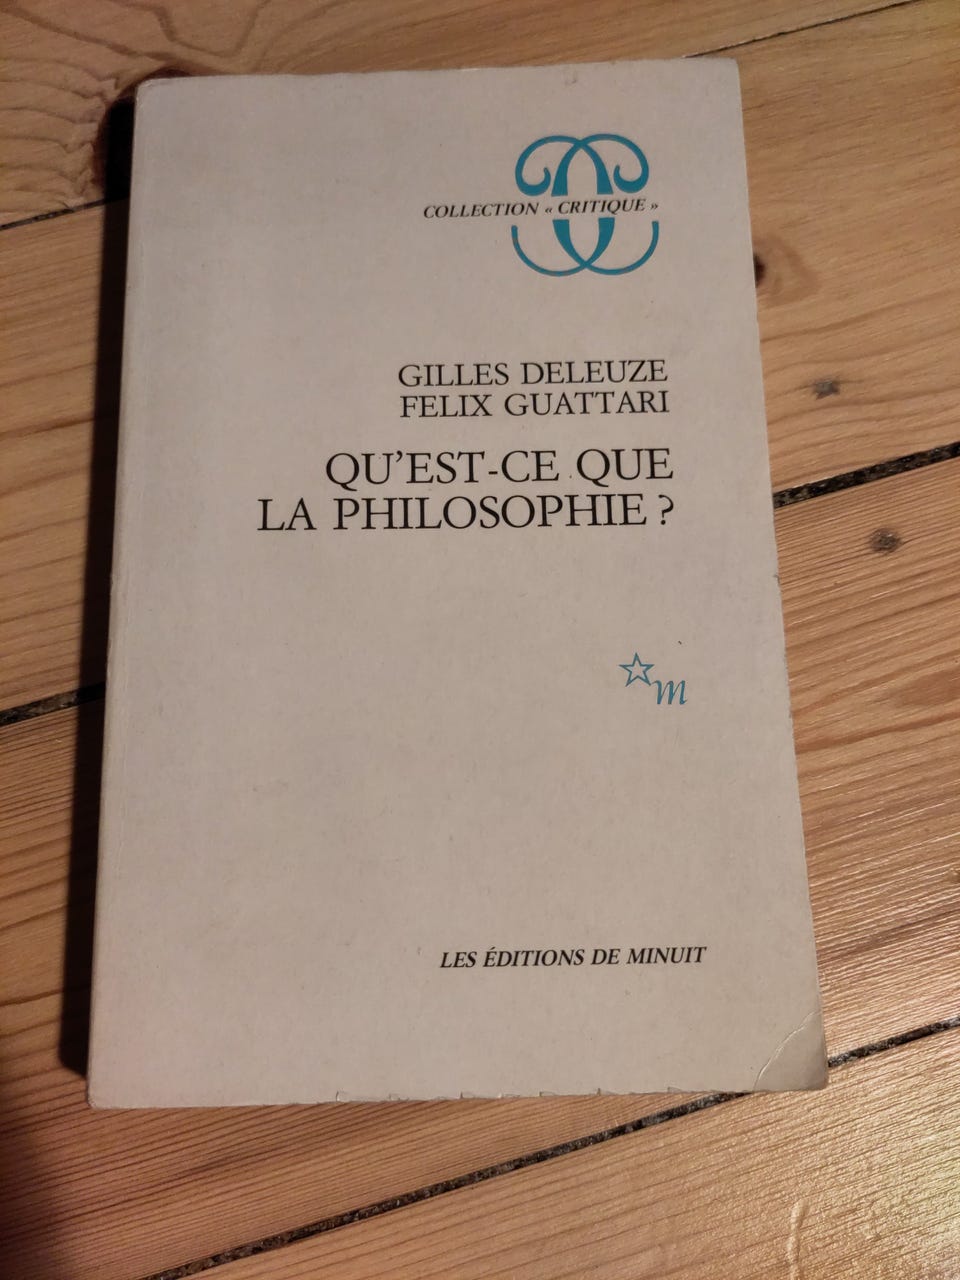 COLLECTION « CRITIQUE »
GILLES DELEUZE
FELIX GUATTARI
QU'EST-CE QUE
LA PHILOSOPHIE ?
m
LES ÉDITIONS DE MINUIT